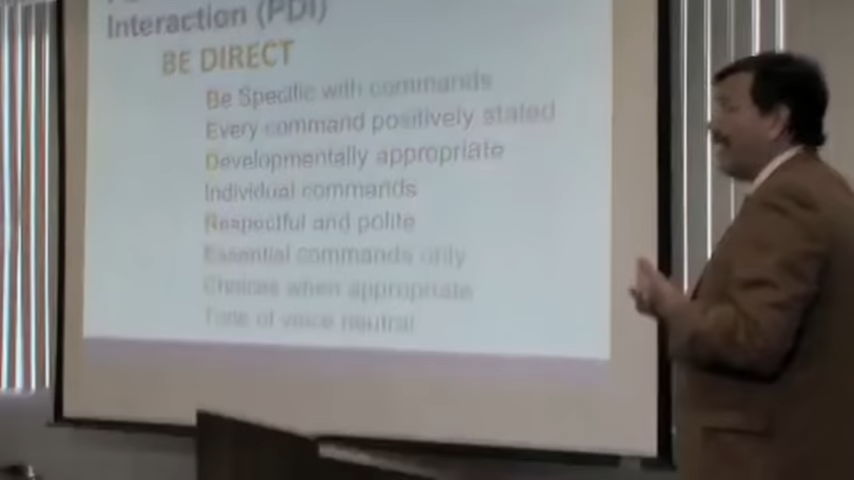 Interaction (PDI)
BE DIRECT
Be Specific with commands
Every command positively stated
Developmentally appropriate
Individual commands
Respectful and polite
Essential commands only
Choices when appropriate
Tone of voice neutral